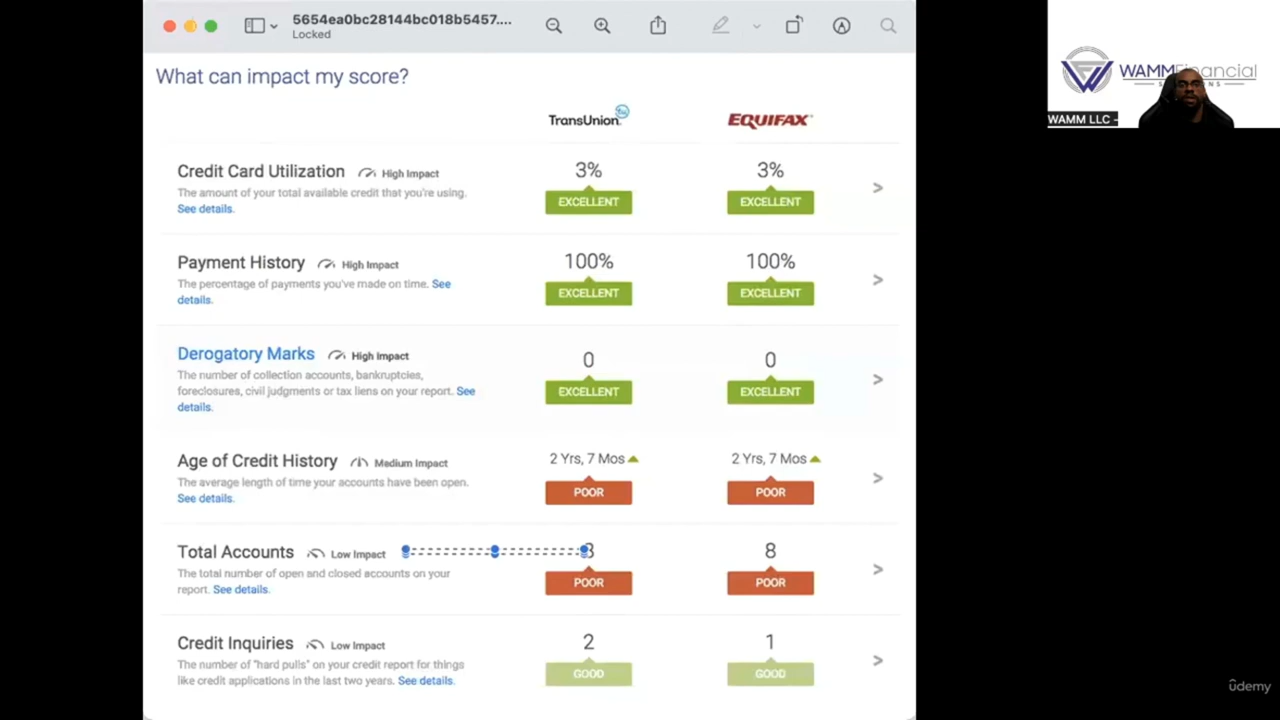 5654ea0bc28144bc018b5457....
Locked
What can impact my score?
TransUnion
EQUIFAX
Credit Card Utilization High Impact
The amount of your total available credit that you're using.
See details.
3%
EXCELLENT
3%
EXCELLENT
Payment History High Impact
The percentage of payments you've made on time. See
details.
100%
EXCELLENT
100%
EXCELLENT
Derogatory Marks High Impact
The number of collection accounts, bankruptcies,
foreclosures, civil judgments or tax liens on your report. See
details.
0
EXCELLENT
0
EXCELLENT
Age of Credit History Medium Impact
The average length of time your accounts have been open.
See details.
2 Yrs, 7 Mos
POOR
2 Yrs, 7 Mos
POOR
Total Accounts Low Impact
The total number of open and closed accounts on your
report. See details.
8
POOR
8
POOR
Credit Inquiries Low Impact
The number of "hard pulls" on your credit report for things
like credit applications in the last two years. See details.
2
GOOD
1
GOOD
WAMMFinancial
WAMM LLC -
udemy